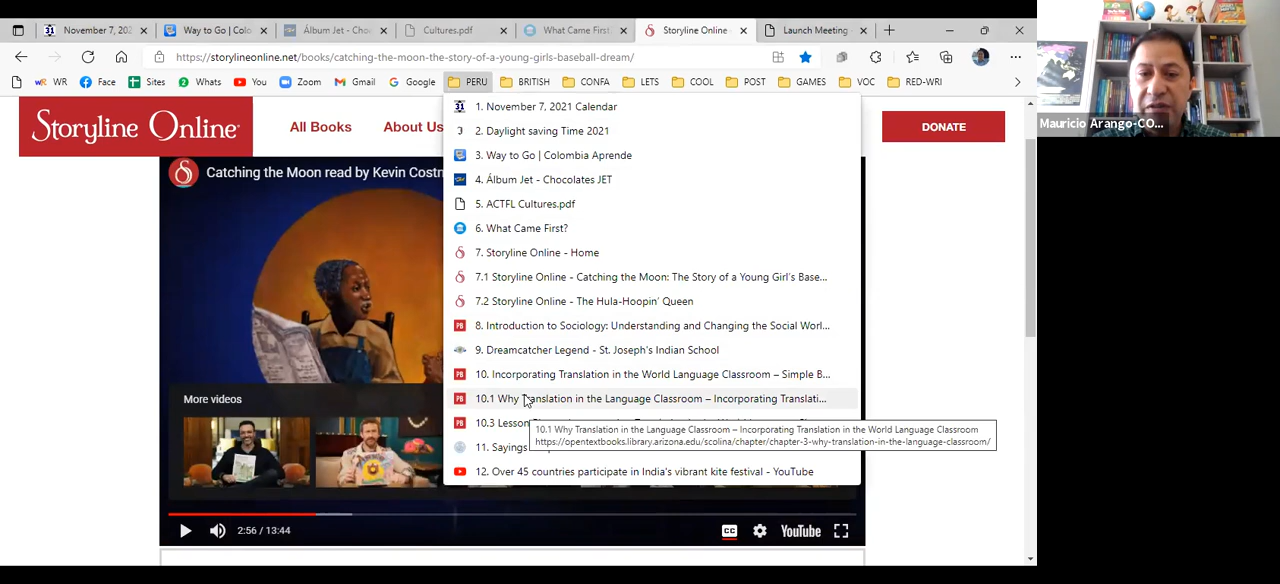 November 7, 202
Way to Go | Colo
Álbum Jet - Choc
Cultures.pdf
What Came First?
Storyline Online -
Launch Meeting
https://storylineonline.net/books/catching-the-moon-the-story-of-a-young-girls-baseball-dream/
WR
Face
Sites
Whats
You
Zoom
Gmail
Google
PERU
BRITISH
CONFA
LETS
COOL
POST
GAMES
VOC
RED-WRI
Storyline Online
All Books
About Us
DONATE
Catching the Moon read by Kevin Costn
1. November 7, 2021 Calendar
2. Daylight saving Time 2021
3. Way to Go | Colombia Aprende
4. Álbum Jet - Chocolates JET
5. ACTFL Cultures.pdf
6. What Came First?
7. Storyline Online - Home
7.1 Storyline Online - Catching the Moon: The Story of a Young Girl's Base...
7.2 Storyline Online - The Hula-Hoopin' Queen
8. Introduction to Sociology: Understanding and Changing the Social Worl...
9. Dreamcatcher Legend - St. Joseph's Indian School
10. Incorporating Translation in the World Language Classroom – Simple B...
10.1 Why Translation in the Language Classroom – Incorporating Translati...
10.3 Lesson
10.1 Why Translation in the Language Classroom – Incorporating Translation in the World Language Classroom
https://opentextbooks.library.arizona.edu/scolina/chapter/chapter-3-why-translation-in-the-language-classroom/
11. Sayings
12. Over 45 countries participate in India's vibrant kite festival - YouTube
More videos
2:56 / 13:44
CC
YouTube
Mauricio Arango-CO...